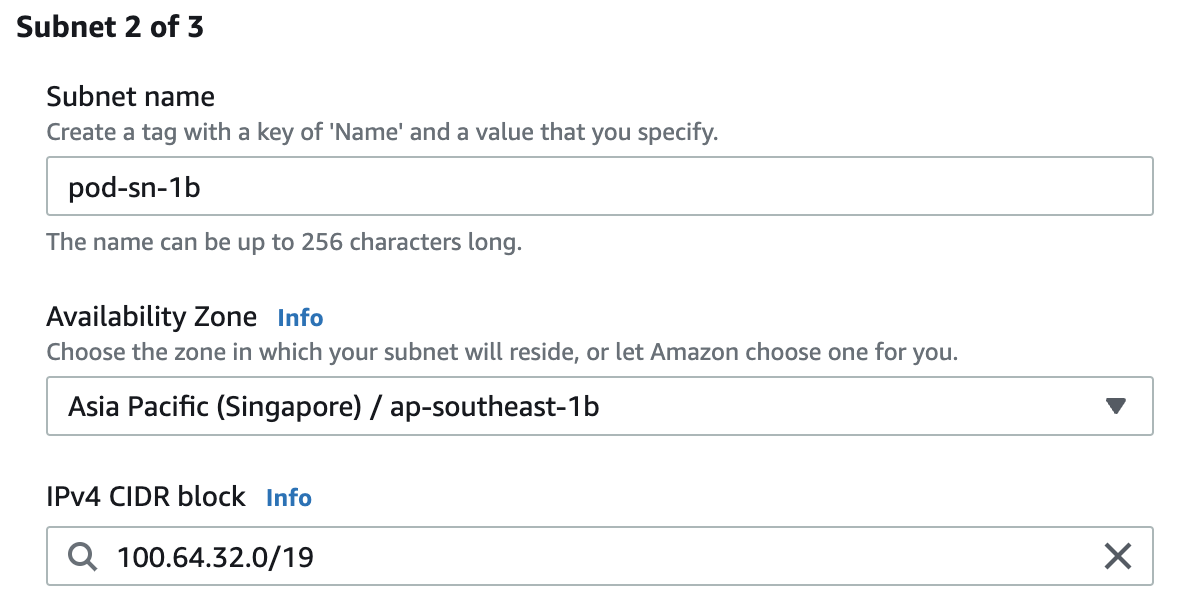 Subnet 2 of 3
Subnet name
Create a tag with a key of 'Name' and a value that you specify.
pod-sn-1b
The name can be up to 256 characters long.
Availability Zone Info
Choose the zone in which your subnet will reside, or let Amazon choose one for you.
Asia Pacific (Singapore) / ap-southeast-1b
IPv4 CIDR block Info
100.64.32.0/19